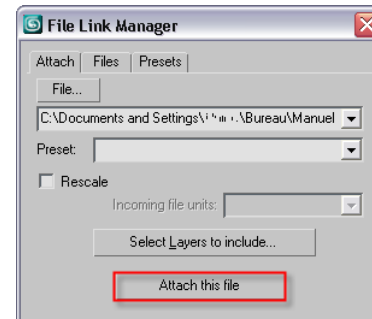 File Link Manager
Attach Files Presets
File...
C:\Documents and Settings\ \Bureau\Manuel
Preset:
Rescale
Incoming file units:
Select Layers to include...
Attach this file